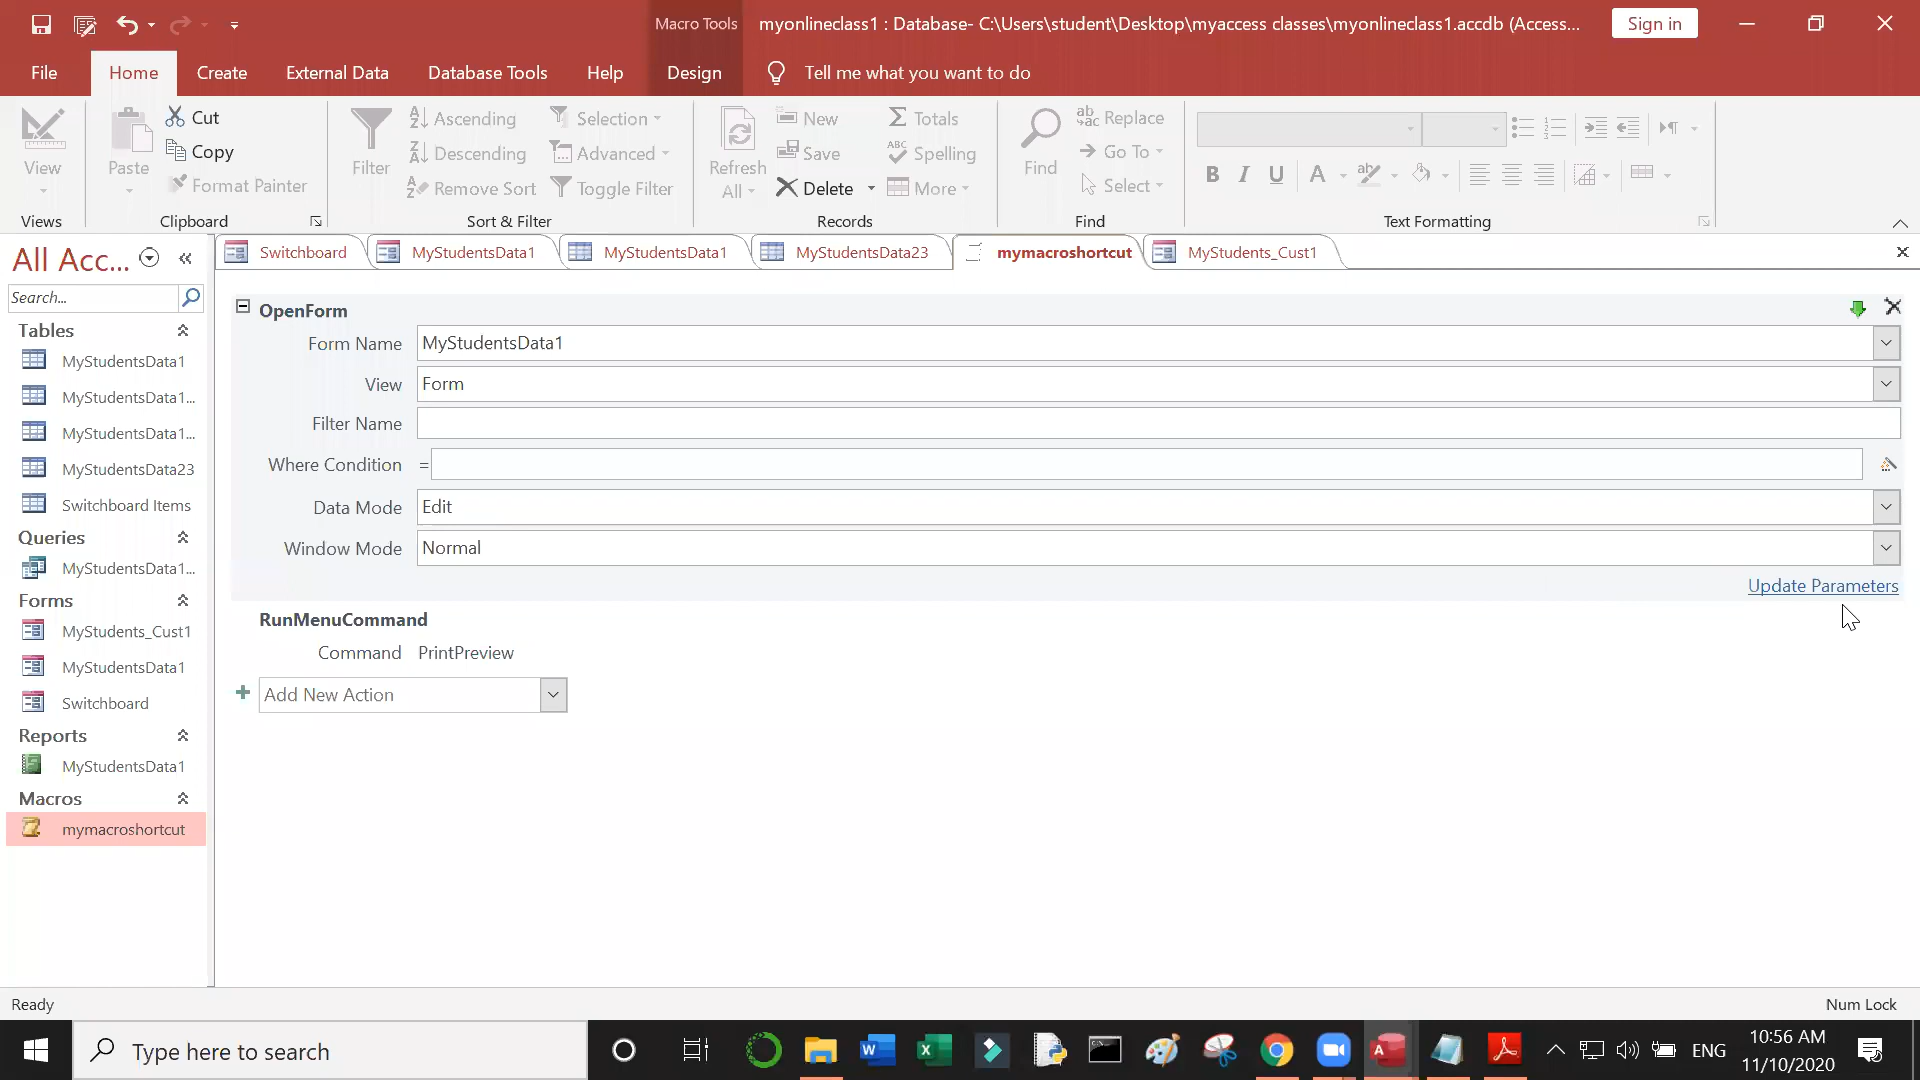 Macro Tools
myonlineclass1 : Database- C:\Users\student\Desktop\myaccess classes\myonlineclass1.accdb (Access...
Sign in
File
Home
Create
External Data
Database Tools
Help
Design
Tell me what you want to do
View
Paste
Cut
Copy
Format Painter
Filter
Ascending
Descending
Remove Sort
Selection
Advanced
Toggle Filter
Refresh All
New
Save
Delete
Totals
Spelling
More
Find
Replace
Go To
Select
B I U A
Views
Clipboard
Sort & Filter
Records
Find
Text Formatting
All Acc...
Search...
Tables
MyStudentsData1
MyStudentsData1...
MyStudentsData1...
MyStudentsData23
Switchboard Items
Queries
MyStudentsData1...
Forms
MyStudents_Cust1
MyStudentsData1
Switchboard
Reports
MyStudentsData1
Macros
mymacroshortcut
Switchboard
MyStudentsData1
MyStudentsData1
MyStudentsData23
mymacroshortcut
MyStudents_Cust1
OpenForm
Form Name MyStudentsData1
View Form
Filter Name
Where Condition =
Data Mode Edit
Window Mode Normal
Update Parameters
RunMenuCommand
Command PrintPreview
Add New Action
Ready
Num Lock
Type here to search
ENG
10:56 AM
11/10/2020